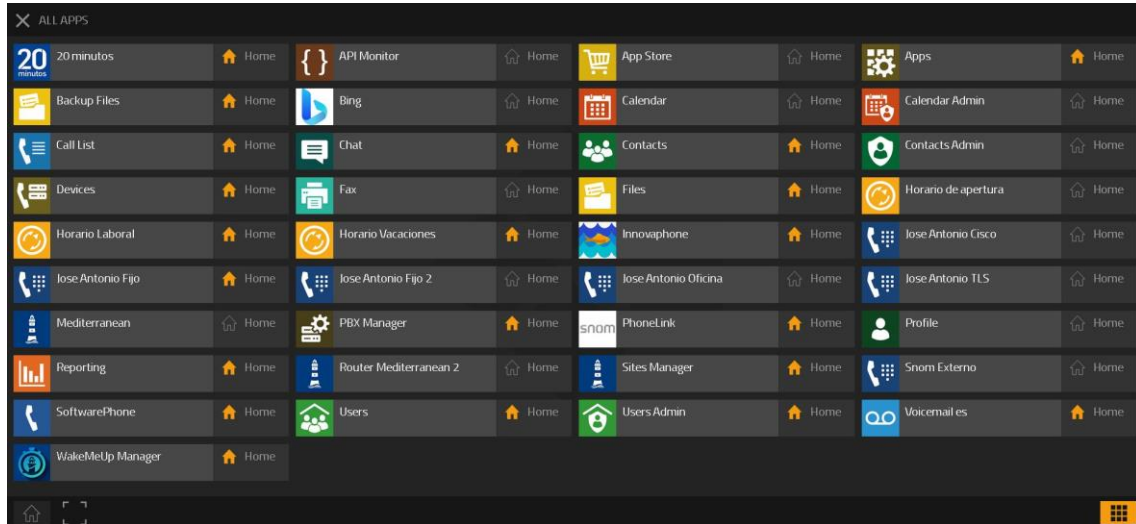 ALL APPS
20 minutos 20 minutos Home { } API Monitor Home App Store Home Apps Home
Backup Files Home Bing Home Calendar Home Calendar Admin Home
Call List Home Chat Home Contacts Home Contacts Admin Home
Devices Home Fax Home Files Home Horario de apertura Home
Horario Laboral Home Horario Vacaciones Home Innovaphone Home Jose Antonio Cisco Home
Jose Antonio Fijo Home Jose Antonio Fijo 2 Home Jose Antonio Oficina Home Jose Antonio TLS Home
Mediterranean Home PBX Manager Home snom PhoneLink Home Profile Home
Reporting Home Router Mediterranean 2 Home Sites Manager Home Snom Externo Home
SoftwarePhone Home Users Home Users Admin Home Voicemail es Home
WakeMeUp Manager Home